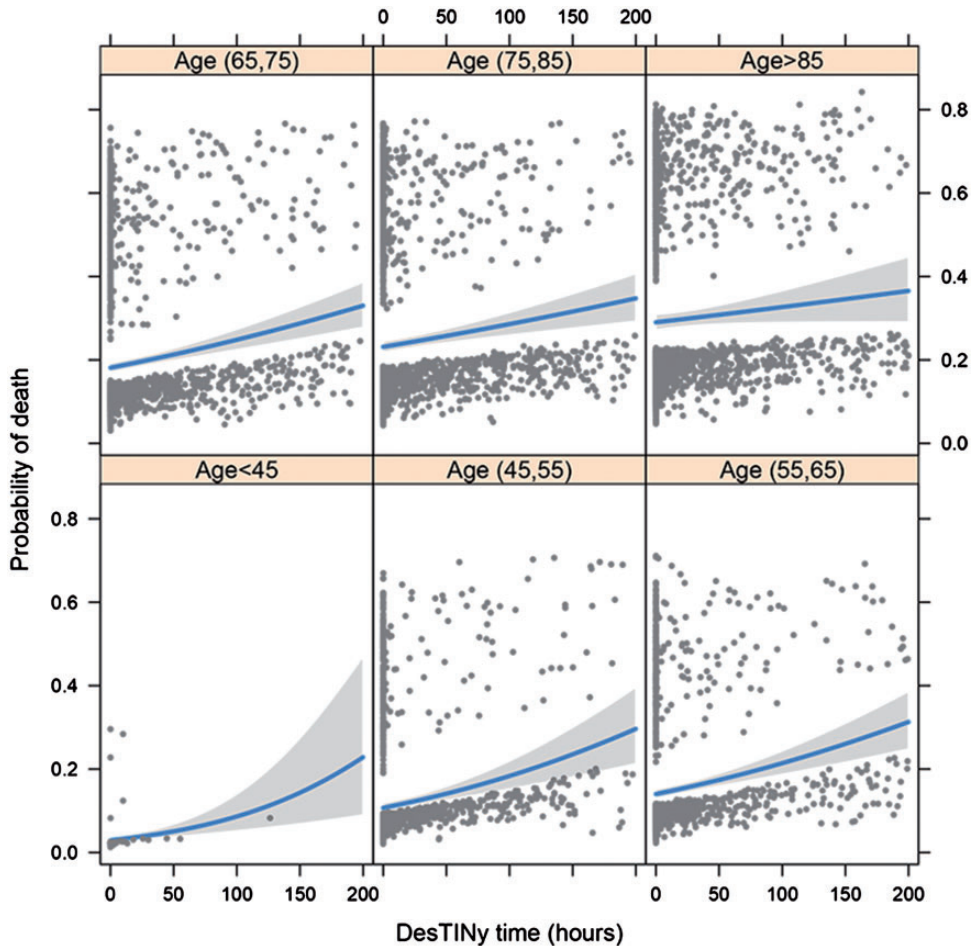 0 50 100 150 200
Age (65,75) Age (75,85) Age>85
0.8
0.6
0.4
0.2
0.0
Age<45 Age (45,55) Age (55,65)
0.8
0.6
0.4
0.2
0.0
0 50 100 150 200 0 50 100 150 200
Probability of death
DesTINy time (hours)